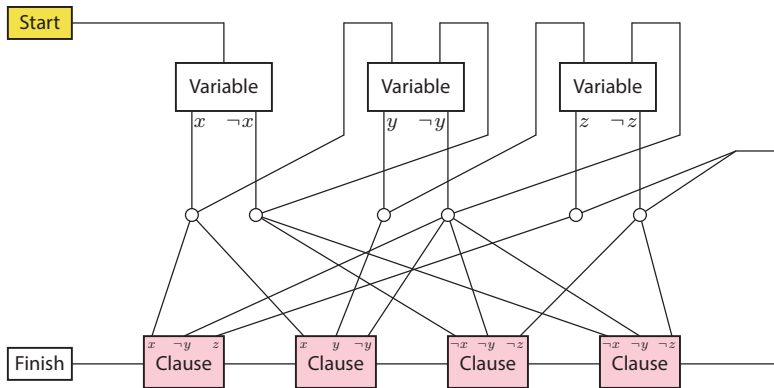 Start
Variable Variable Variable
x ¬x y ¬y z ¬z
x ¬y z x y ¬y ¬x ¬y ¬z ¬x ¬y ¬z
Finish Clause Clause Clause Clause